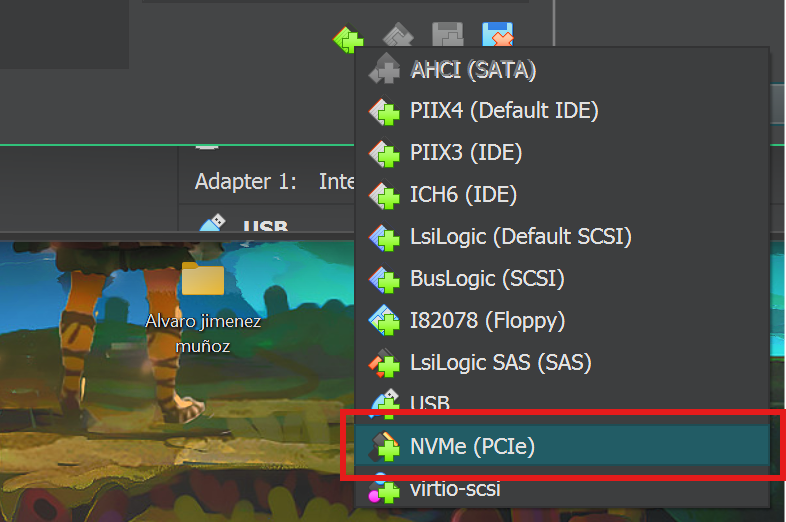 AHCI (SATA)
PIIX4 (Default IDE)
PIIX3 (IDE)
ICH6 (IDE)
LsiLogic (Default SCSI)
BusLogic (SCSI)
I82078 (Floppy)
LsiLogic SAS (SAS)
USB
NVMe (PCIe)
virtio-scsi
Adapter 1: Inte
USB
Alvaro jimenez
muñoz